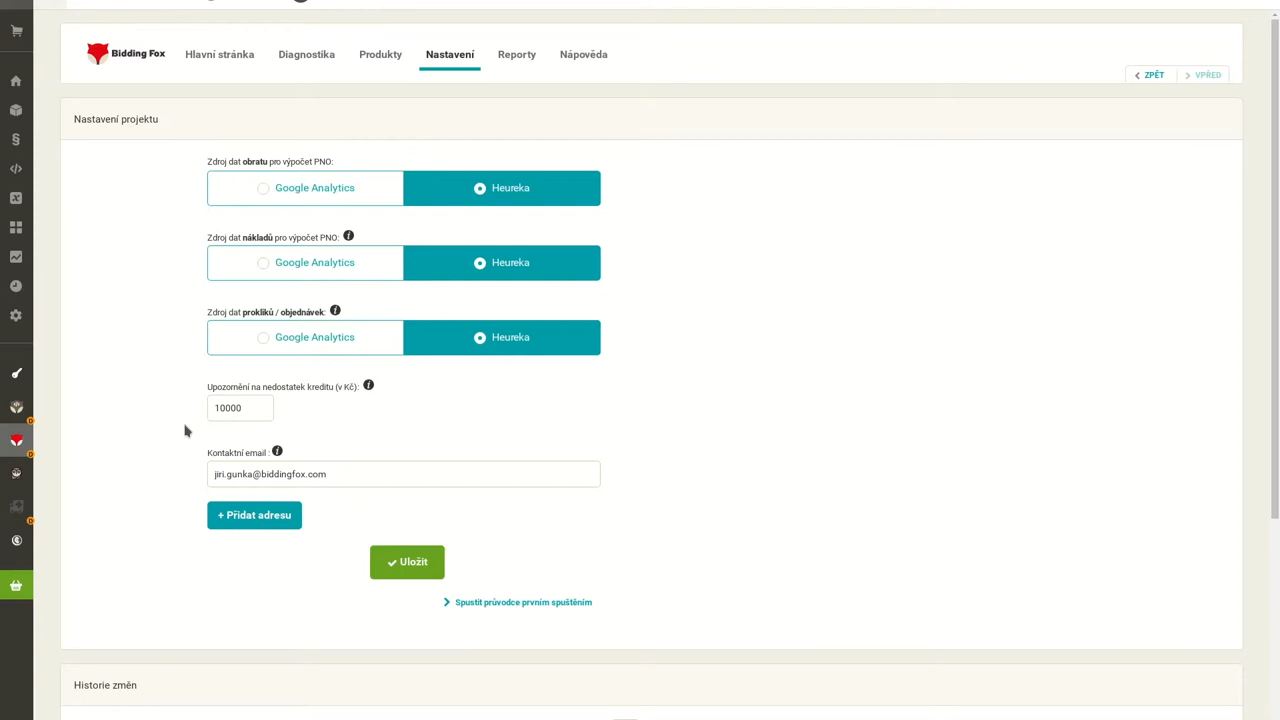 Bidding Fox Hlavní stránka Diagnostika Produkty Nastavení Reporty Nápověda
ZPĚT VPŘED
Nastavení projektu
Zdroj dat obratu pro výpočet PNO:
Google Analytics Heureka
Zdroj dat nákladů pro výpočet PNO: i
Google Analytics Heureka
Zdroj dat prokliků / objednávek: i
Google Analytics Heureka
Upozornění na nedostatek kreditu (v Kč): i
10000
Kontaktní email : i
jiri.gunka@biddingfox.com
+ Přidat adresu
Uložit
Spustit průvodce prvním spuštěním
Historie změn